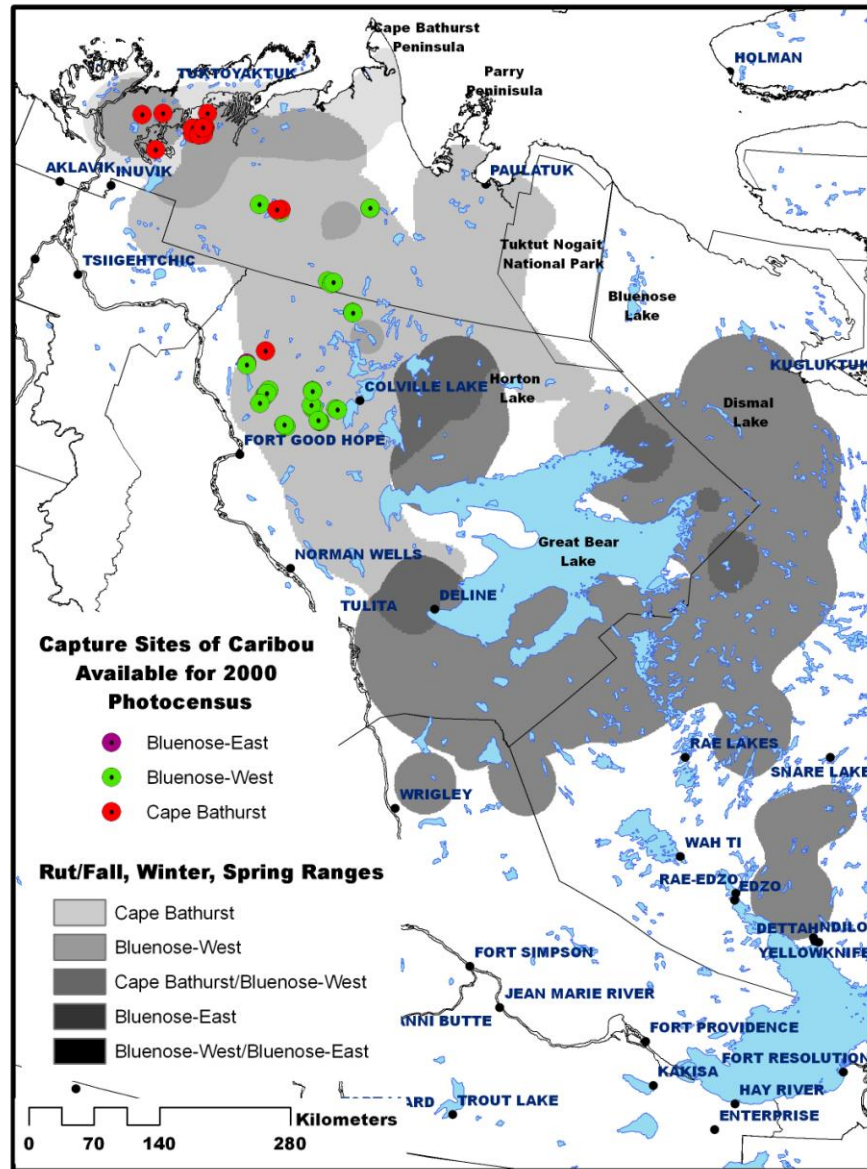 Cape Bathurst
Peninsula
HOLMAN
TUKTOYAKTUK
Parry
Peninisula
AKLAVIK
INUVIK
PAULATUK
TSIIGEHTCHIC
Tuktut Nogait
National Park
Bluenose
Lake
KUGLUKTUK
Horton
Lake
COLVILLE LAKE
Dismal
Lake
FORT GOOD HOPE
Great Bear
Lake
NORMAN WELLS
TULITA
DELINE
Capture Sites of Caribou
Available for 2000
Photocensus
Bluenose-East
Bluenose-West
Cape Bathurst
RAE LAKES
SNARE LAKE
WRIGLEY
WAH TI
RAE-EDZO
EDZO
Rut/Fall, Winter, Spring Ranges
Cape Bathurst
Bluenose-West
Cape Bathurst/Bluenose-West
Bluenose-East
Bluenose-West/Bluenose-East
DETTAH
NDILO
YELLOWKNIFE
FORT SIMPSON
JEAN MARIE RIVER
ANNI BUTTE
FORT PROVIDENCE
FORT RESOLUTION
KAKISA
HAY RIVER
ARD
TROUT LAKE
ENTERPRISE
Kilometers
0 70 140 280